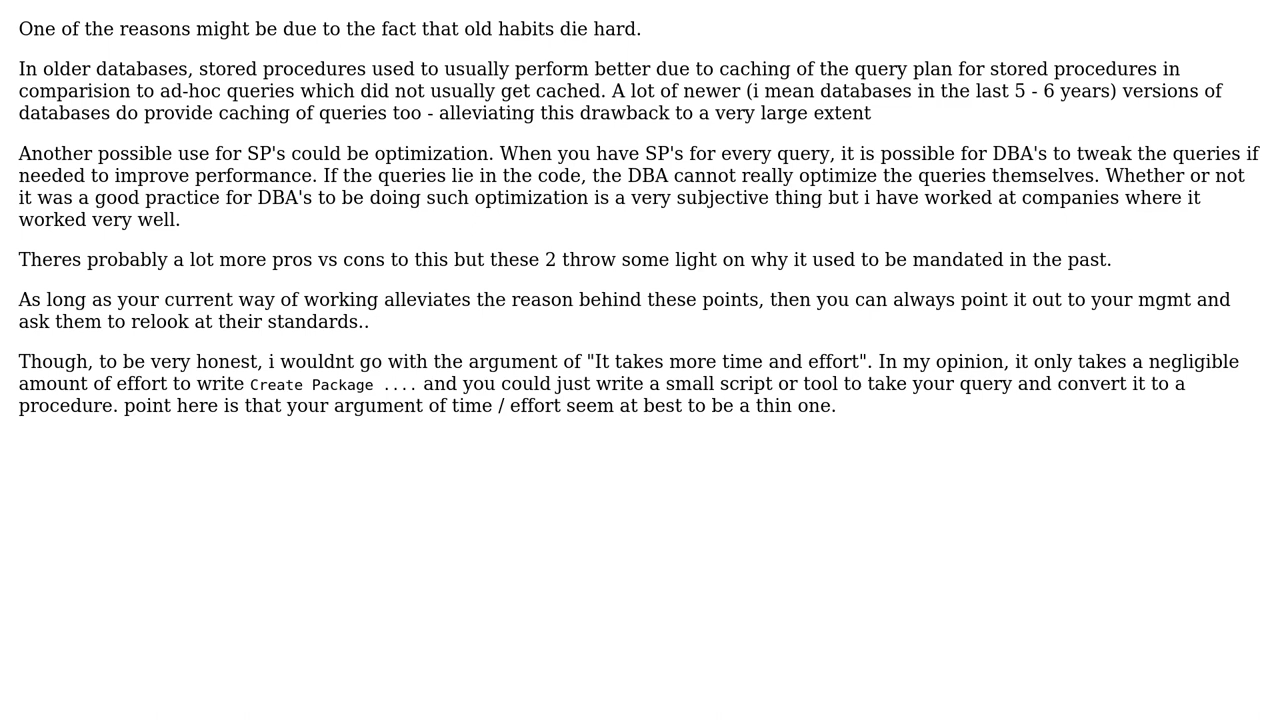 One of the reasons might be due to the fact that old habits die hard.
In older databases, stored procedures used to usually perform better due to caching of the query plan for stored procedures in
comparision to ad-hoc queries which did not usually get cached. A lot of newer (i mean databases in the last 5 - 6 years) versions of
databases do provide caching of queries too - alleviating this drawback to a very large extent
Another possible use for SP's could be optimization. When you have SP's for every query, it is possible for DBA's to tweak the queries if
needed to improve performance. If the queries lie in the code, the DBA cannot really optimize the queries themselves. Whether or not
it was a good practice for DBA's to be doing such optimization is a very subjective thing but i have worked at companies where it
worked very well.
Theres probably a lot more pros vs cons to this but these 2 throw some light on why it used to be mandated in the past.
As long as your current way of working alleviates the reason behind these points, then you can always point it out to your mgmt and
ask them to relook at their standards..
Though, to be very honest, i wouldnt go with the argument of "It takes more time and effort". In my opinion, it only takes a negligible
amount of effort to write Create Package .... and you could just write a small script or tool to take your query and convert it to a
procedure. point here is that your argument of time / effort seem at best to be a thin one.